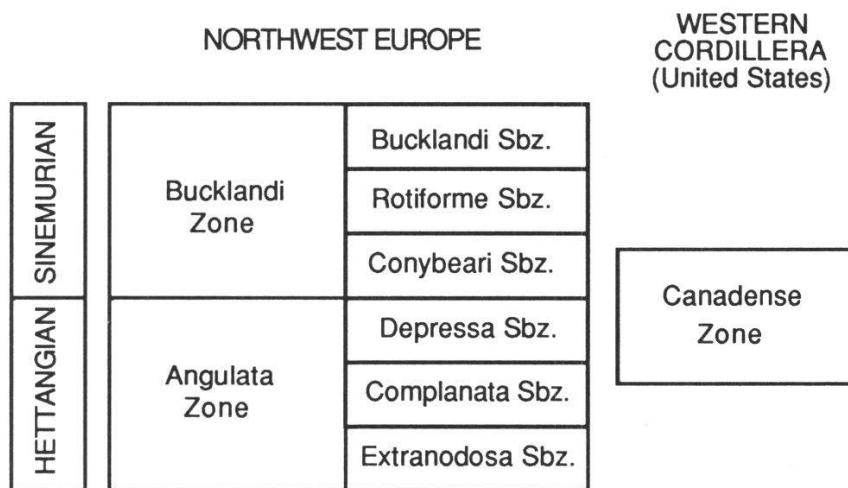 NORTHWEST EUROPE
WESTERN
CORDILLERA
(United States)
SINEMURIAN
HETTANGIAN
Bucklandi
Zone
Angulata
Zone
Bucklandi Sbz.
Rotiforme Sbz.
Conybeari Sbz.
Depressa Sbz.
Complanata Sbz.
Extranodosa Sbz.
Canadense
Zone